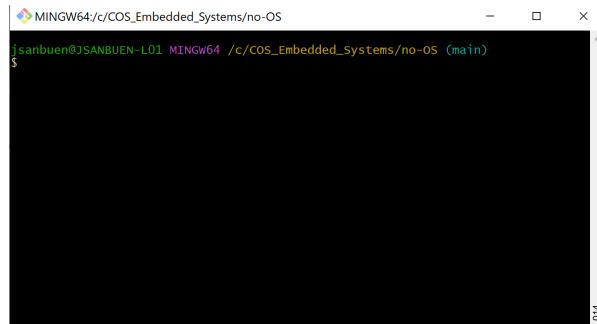 MINGW64:/c/COS_Embedded_Systems/no-OS
jsanbuen@JSANBUEN-L01 MINGW64 /c/COS_Embedded_Systems/no-OS (main)
$